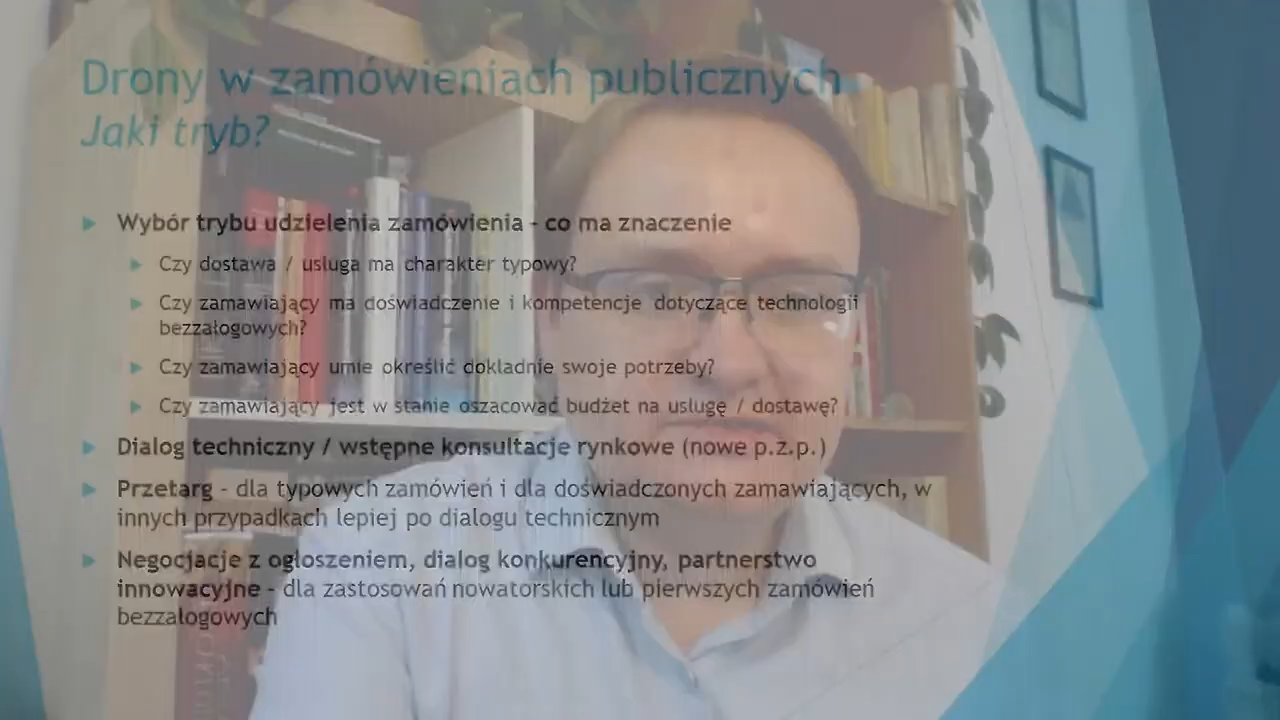 Drony w zamówieniach publicznych
Jaki tryb?
Wybór trybu udzielenia zamówienia - co ma znaczenie
Czy dostawa / usługa ma charakter typowy?
Czy zamawiający ma doświadczenie i kompetencje dotyczące technologii
bezzałogowych?
Czy zamawiający umie określić dokładnie swoje potrzeby?
Czy zamawiający jest w stanie oszacować budżet na usługę / dostawę?
Dialog techniczny / wstępne konsultacje rynkowe (nowe p.z.p.)
Przetarg - dla typowych zamówień i dla doświadczonych zamawiających, w
innych przypadkach lepiej po dialogu technicznym
Negocjacje z ogłoszeniem, dialog konkurencyjny, partnerstwo
innowacyjne - dla zastosowań nowatorskich lub pierwszych zamówień
bezzałogowych